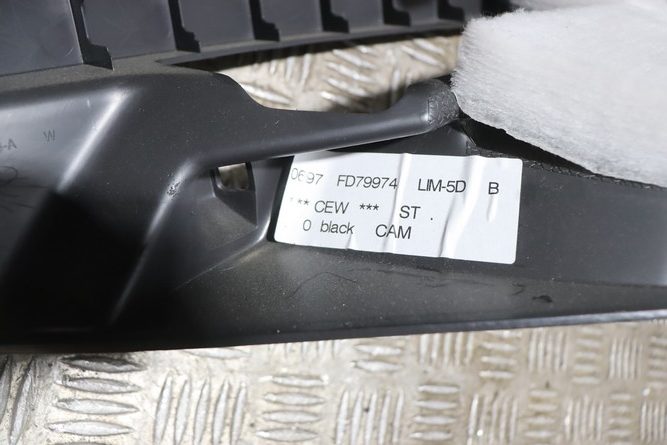 -A W
0697 FD79974 LIM-5D B
** CEW *** ST .
0 black CAM